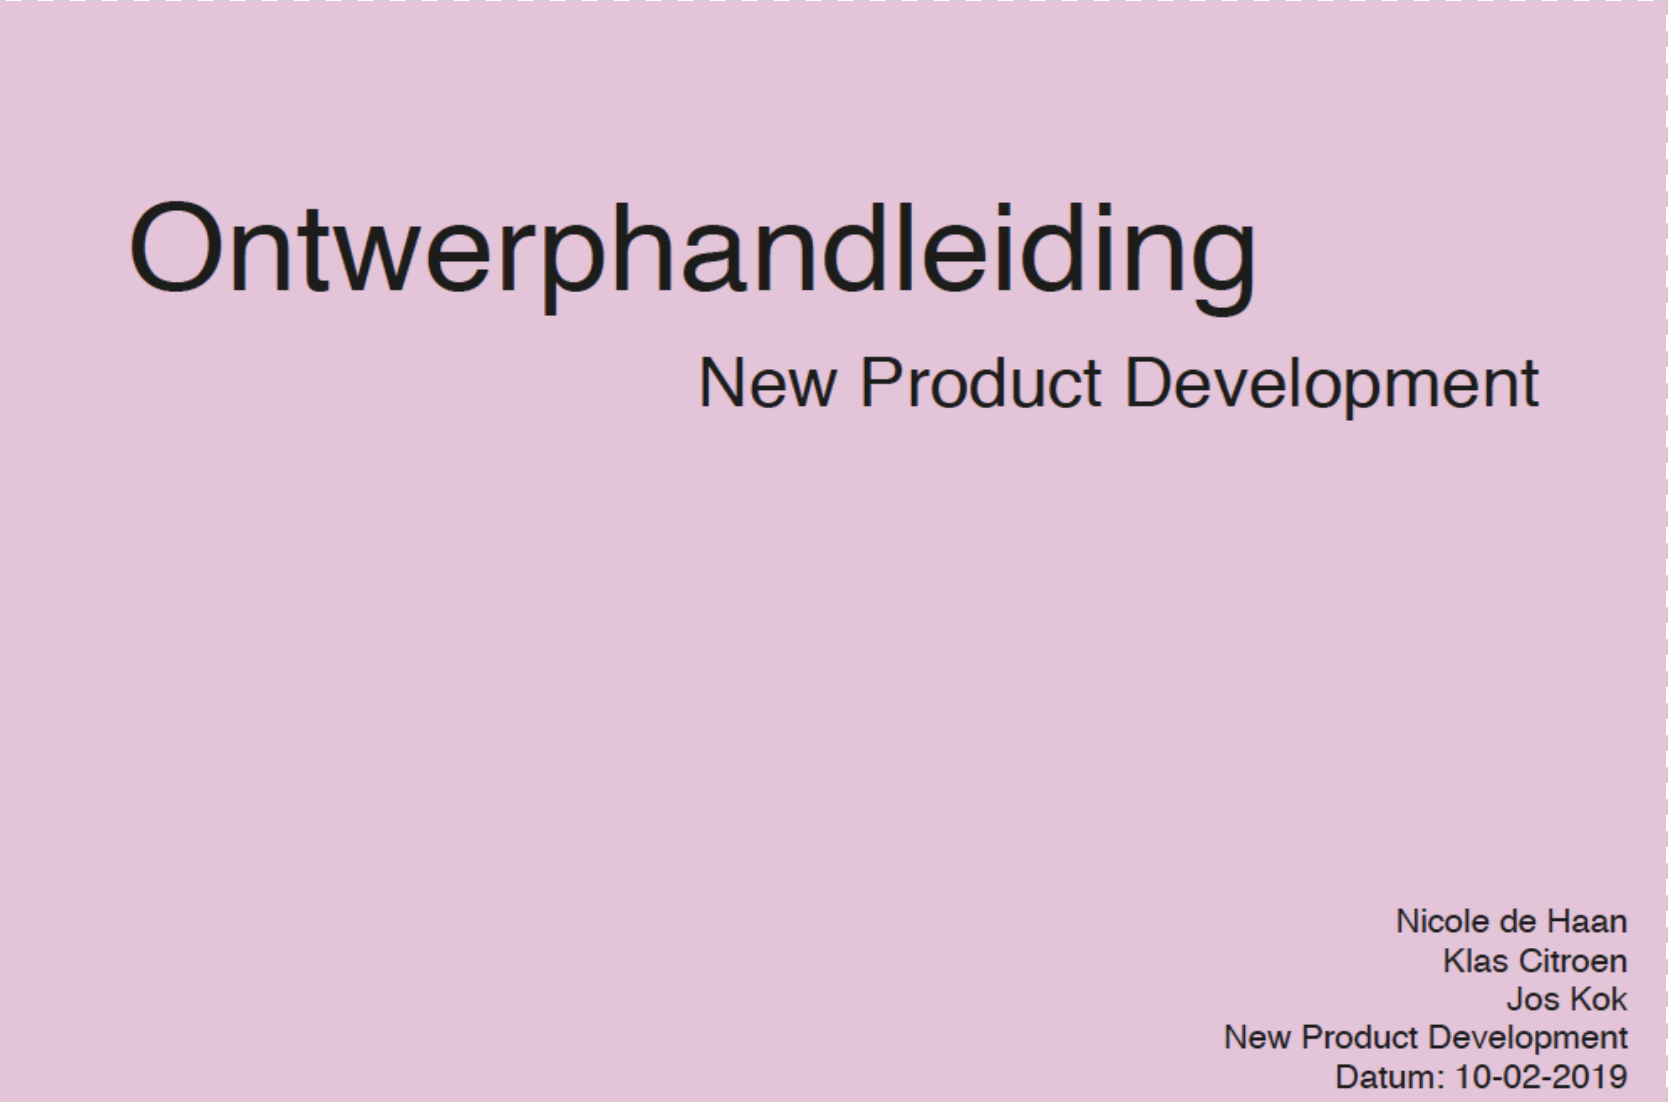 Ontwerphandleiding
New Product Development
Nicole de Haan
Klas Citroen
Jos Kok
New Product Development
Datum: 10-02-2019